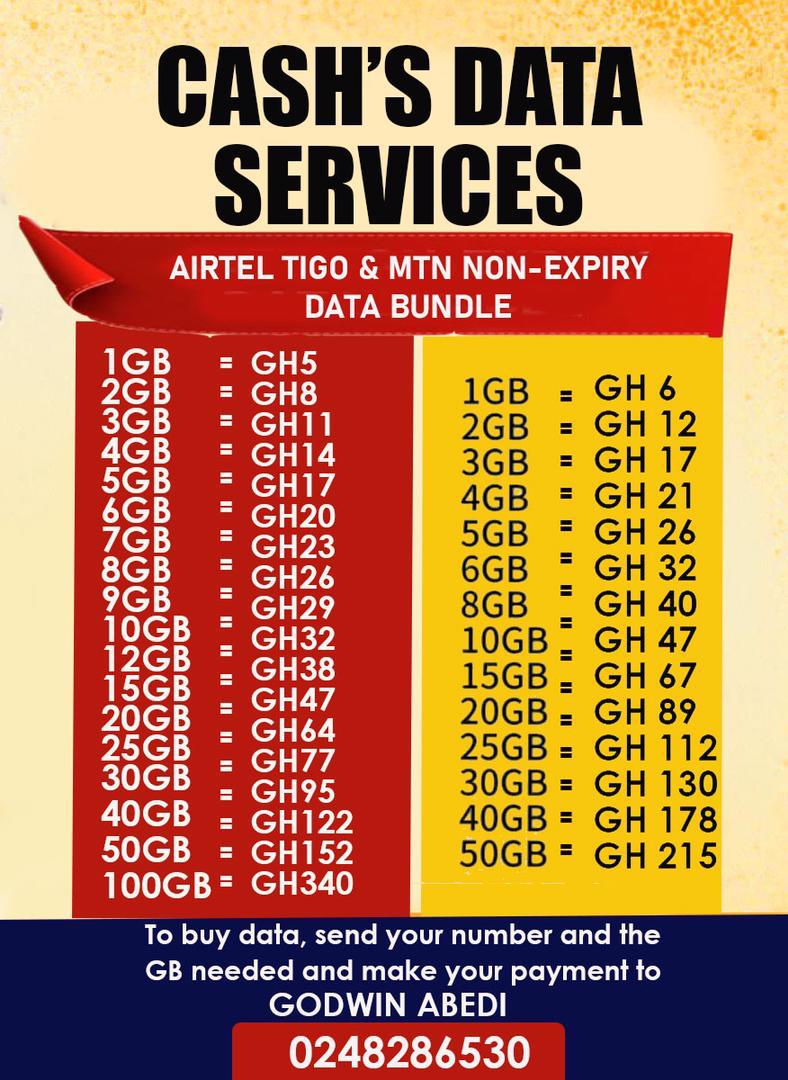 CASH'S DATA
SERVICES
AIRTEL TIGO & MTN NON-EXPIRY
DATA BUNDLE
1GB = GH5
2GB = GH8
3GB = GH11
4GB = GH14
5GB = GH17
6GB = GH20
7GB = GH23
8GB = GH26
9GB = GH29
10GB = GH32
12GB = GH38
15GB = GH47
20GB = GH64
25GB = GH77
30GB = GH95
40GB = GH122
50GB = GH152
100GB = GH340
1GB = GH 6
2GB = GH 12
3GB = GH 17
4GB = GH 21
5GB = GH 26
6GB = GH 32
8GB = GH 40
10GB = GH 47
15GB = GH 67
20GB = GH 89
25GB = GH 112
30GB = GH 130
40GB = GH 178
50GB = GH 215
To buy data, send your number and the
GB needed and make your payment to
GODWIN ABEDI
0248286530